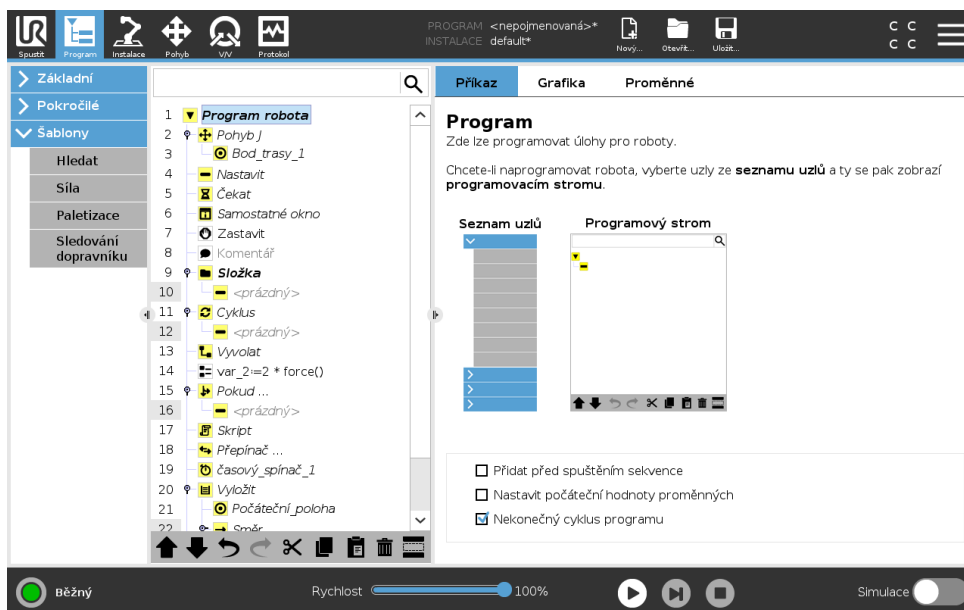 UR
PROGRAM <nepojmenovaná>*
INSTALACE default*
C C
C C
Spustit Program Instalace Pohyb V/V Protokol Nový... Otevřít... Uložit...
Základní
Pokročilé
Šablony
Hledat
Síla
Paletizace
Sledování
dopravníku
1 Program robota
2 Pohyb J
3 Bod_trasy_1
4 Nastavit
5 Čekat
6 Samostatné okno
7 Zastavit
8 Komentář
9 Složka
10 <prázdný>
11 Cyklus
12 <prázdný>
13 Vyvolat
14 var_2≔2 * force()
15 Pokud ...
16 <prázdný>
17 Skript
18 Přepínač ...
19 časový_spínač_1
20 Vyložit
21 Počáteční_poloha
22 Směr
Příkaz Grafika Proměnné
Program
Zde lze programovat úlohy pro roboty.
Chcete-li naprogramovat robota, vyberte uzly ze seznamu uzlů a ty se pak zobrazí
programovacím stromu.
Seznam uzlů Programový strom
Přidat před spuštěním sekvence
Nastavit počáteční hodnoty proměnných
Nekonečný cyklus programu
Běžný Rychlost 100% Simulace